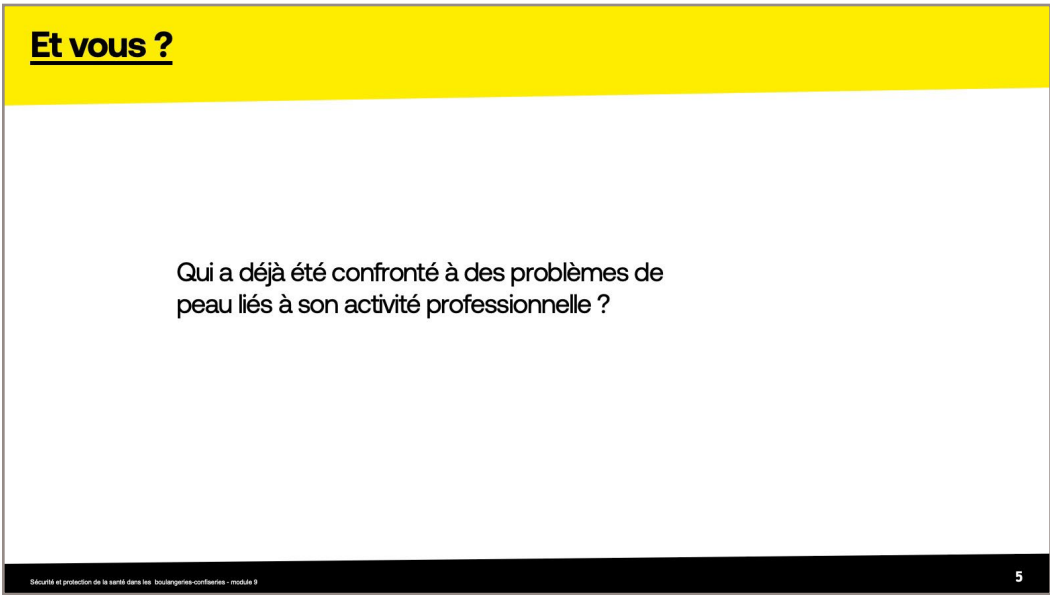 Et vous ?
Qui a déjà été confronté à des problèmes de
peau liés à son activité professionnelle ?
Sécurité et protection de la santé dans les boulangeries-confiseries - module 9
5